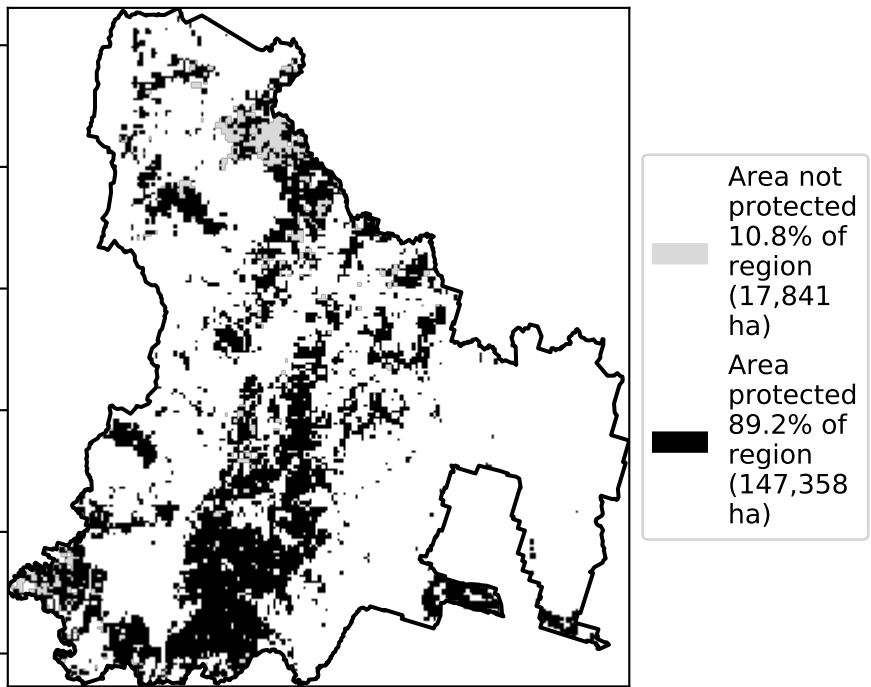 Area not
protected
10.8% of
region
(17,841
ha)
Area
protected
89.2% of
region
(147,358
ha)